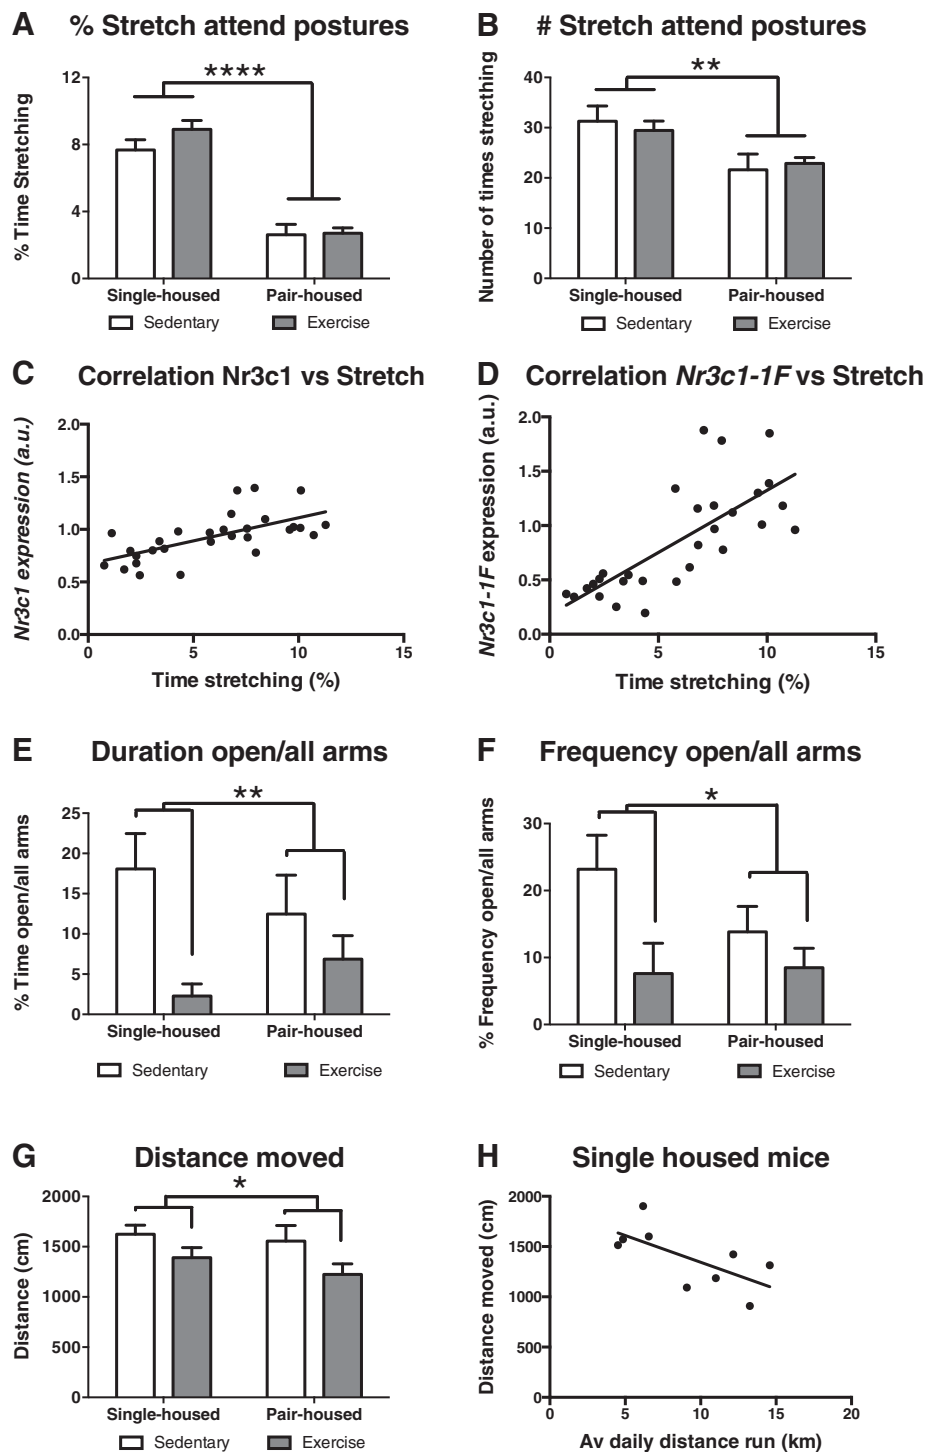 A % Stretch attend postures
****
% Time Stretching
12
8
4
0
Single-housed Pair-housed
Sedentary Exercise
B # Stretch attend postures
**
Number of times strecthing
40
30
20
10
0
Single-housed Pair-housed
Sedentary Exercise
C Correlation Nr3c1 vs Stretch
Nr3c1 expression (a.u.)
2.0
1.5
1.0
0.5
0.0
0 5 10 15
Time stretching (%)
D Correlation Nr3c1-1F vs Stretch
Nr3c1-1F expression (a.u.)
2.0
1.5
1.0
0.5
0.0
0 5 10 15
Time stretching (%)
E Duration open/all arms
**
% Time open/all arms
25
20
15
10
5
0
Single-housed Pair-housed
Sedentary Exercise
F Frequency open/all arms
*
% Frequency open/all arms
30
20
10
0
Single-housed Pair-housed
Sedentary Exercise
G Distance moved
*
Distance (cm)
2000
1500
1000
500
0
Single-housed Pair-housed
Sedentary Exercise
H Single housed mice
Distance moved (cm)
2000
1500
1000
500
0
0 5 10 15 20
Av daily distance run (km)